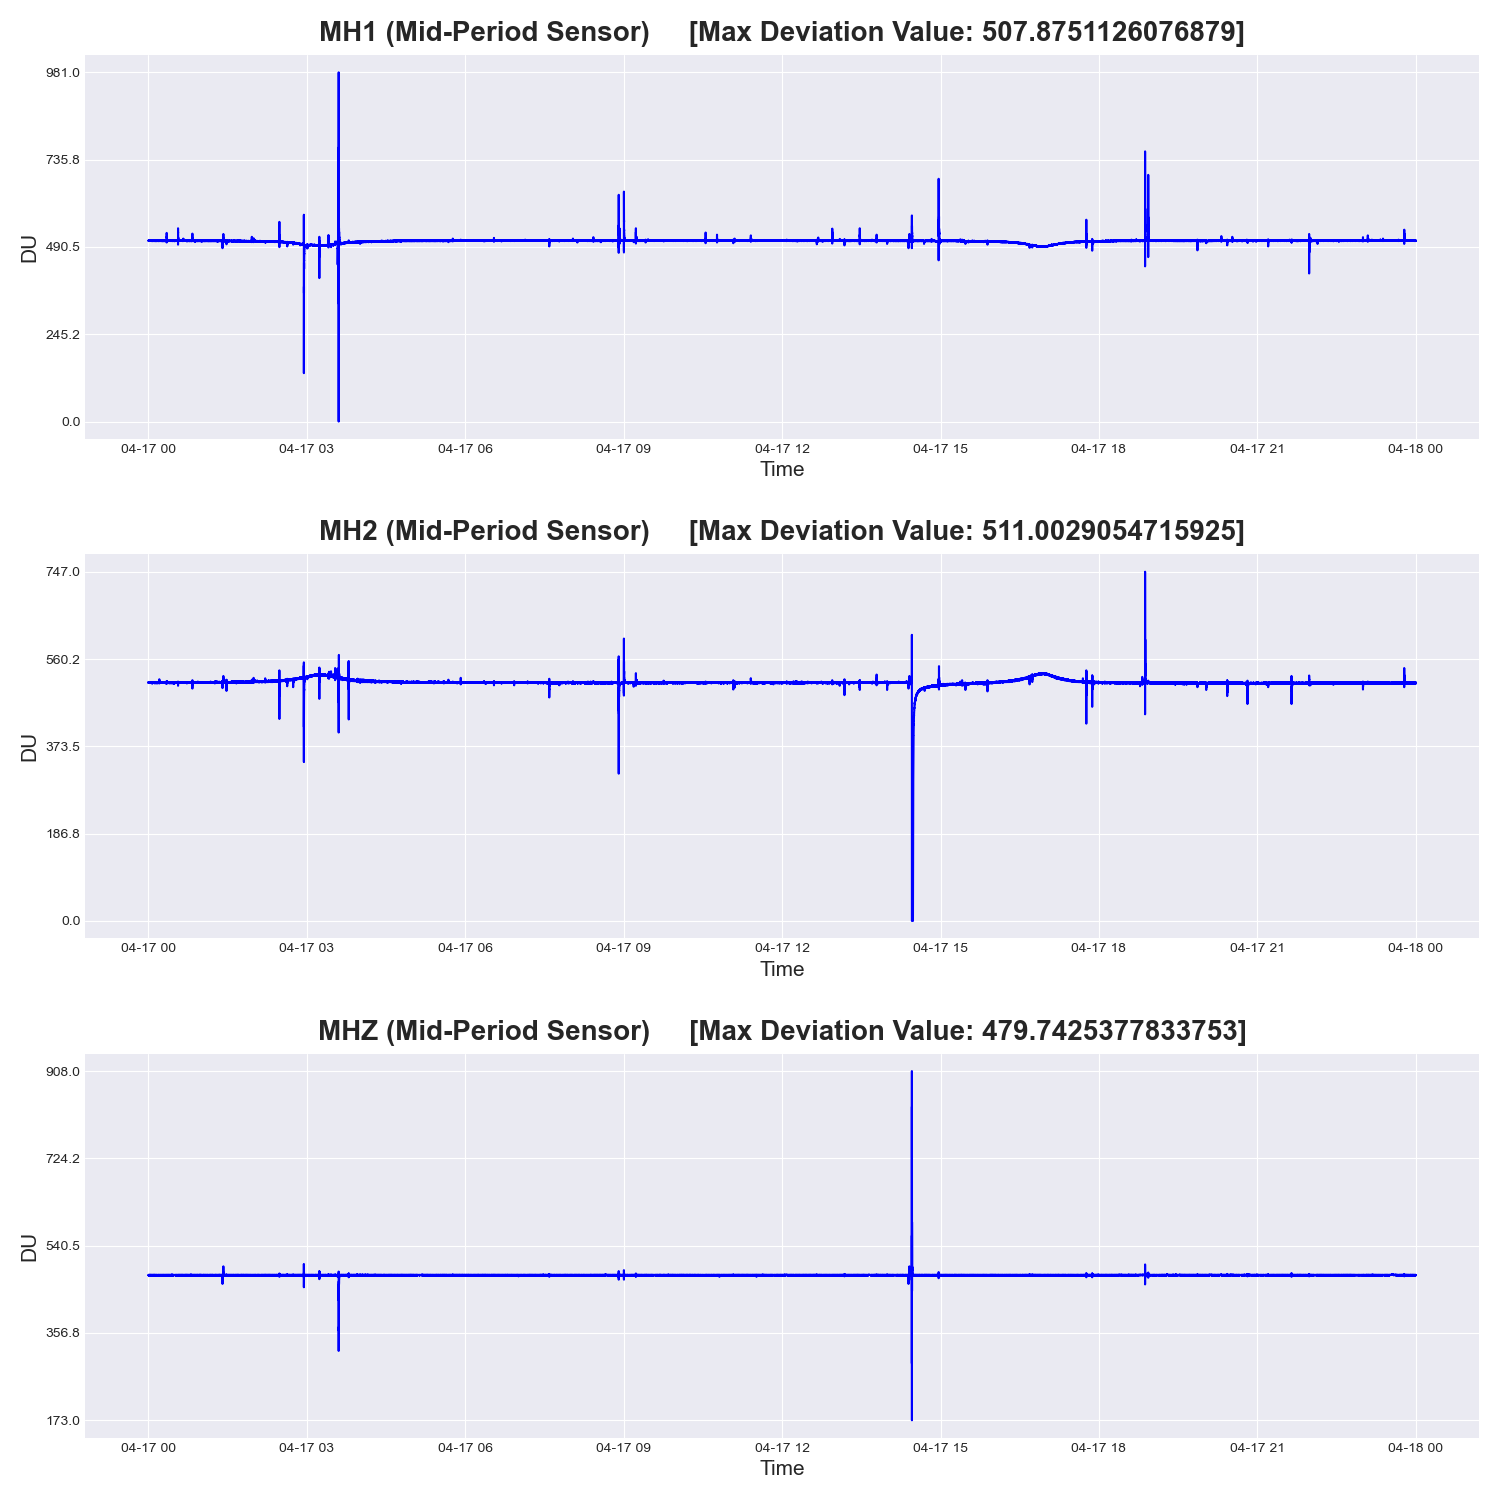 MH1 (Mid-Period Sensor) [Max Deviation Value: 507.8751126076879]
981.0
735.8
490.5
245.2
0.0
DU
04-17 00 04-17 03 04-17 06 04-17 09 04-17 12 04-17 15 04-17 18 04-17 21 04-18 00
Time
MH2 (Mid-Period Sensor) [Max Deviation Value: 511.0029054715925]
747.0
560.2
373.5
186.8
0.0
DU
04-17 00 04-17 03 04-17 06 04-17 09 04-17 12 04-17 15 04-17 18 04-17 21 04-18 00
Time
MHZ (Mid-Period Sensor) [Max Deviation Value: 479.7425377833753]
908.0
724.2
540.5
356.8
173.0
DU
04-17 00 04-17 03 04-17 06 04-17 09 04-17 12 04-17 15 04-17 18 04-17 21 04-18 00
Time